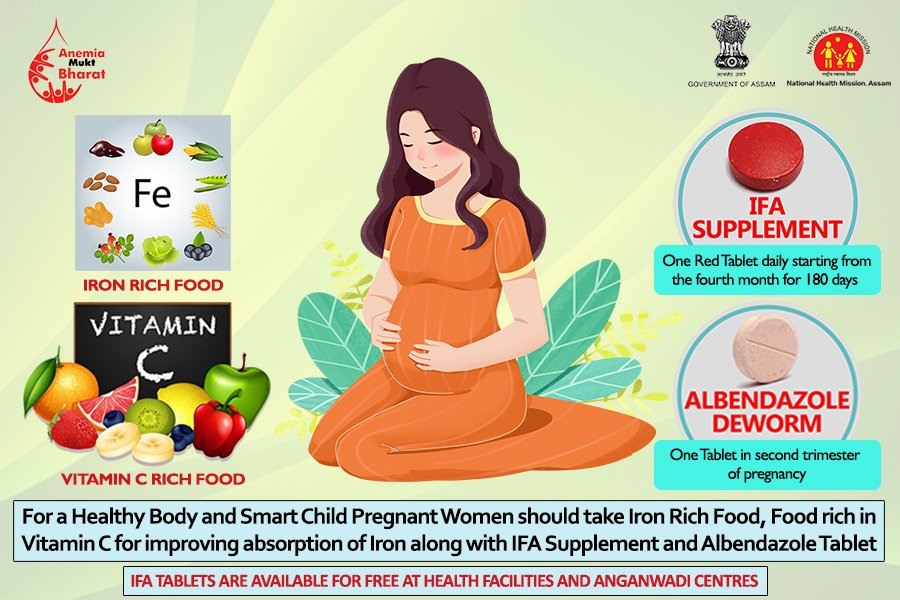 Anemia
Mukt
Bharat
GOVERNMENT OF ASSAM
NATIONAL HEALTH MISSION
National Health Mission, Assam
Fe
IRON RICH FOOD
VITAMIN
C
VITAMIN C RICH FOOD
IFA
SUPPLEMENT
One Red Tablet daily starting from
the fourth month for 180 days
ALBENDAZOLE
DEWORM
One Tablet in second trimester
of pregnancy
For a Healthy Body and Smart Child Pregnant Women should take Iron Rich Food, Food rich in
Vitamin C for improving absorption of Iron along with IFA Supplement and Albendazole Tablet
IFA TABLETS ARE AVAILABLE FOR FREE AT HEALTH FACILITIES AND ANGANWADI CENTRES